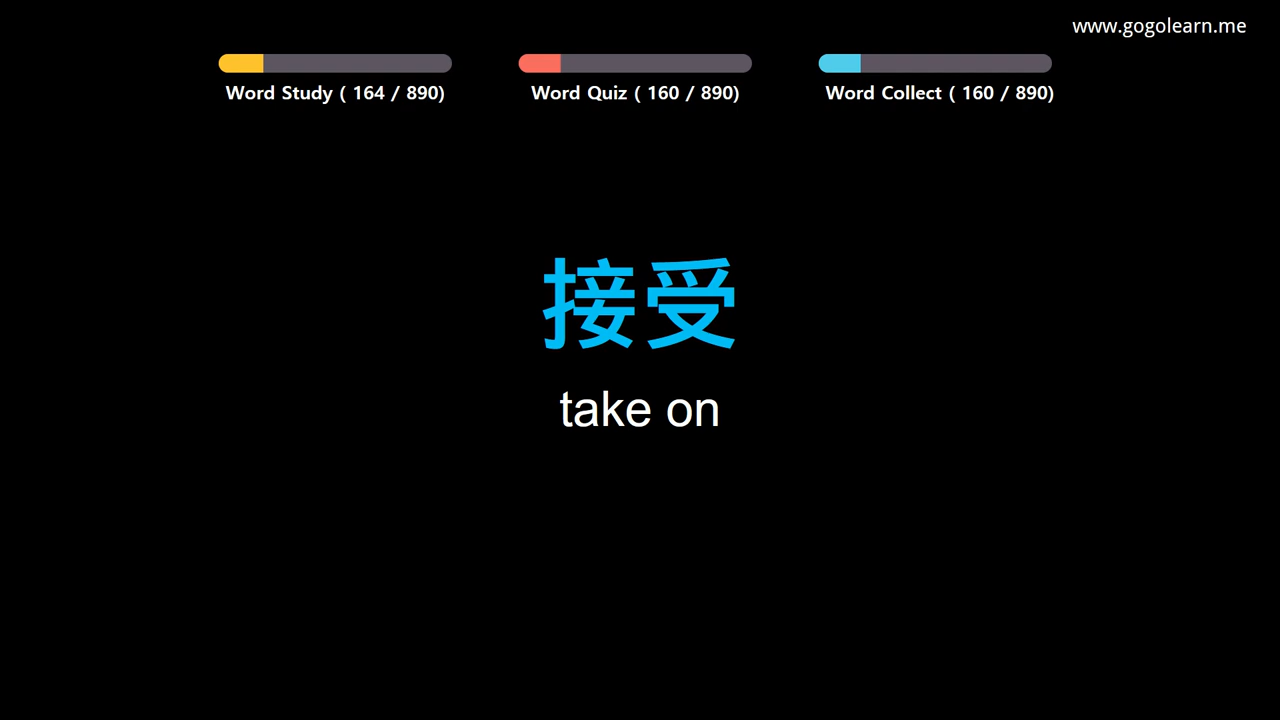 www.gogolearn.me
Word Study ( 164 / 890)
Word Quiz ( 160 / 890)
Word Collect ( 160 / 890)
接受
take on